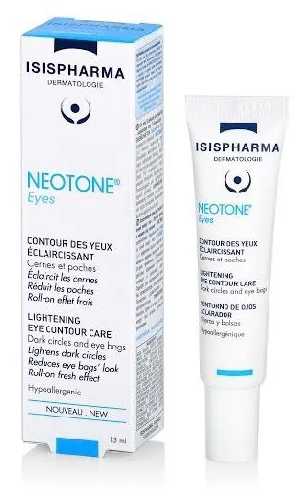 ISISPHARMA
DERMATOLOGIE
NEOTONE®
Eyes
CONTOUR DES YEUX
ÉCLAIRCISSANT
Cernes et poches
Éclaircit les cernes
Réduit les poches
Roll-on effet frais
LIGHTENING
EYE CONTOUR CARE
Dark circles and eye bags
Lightens dark circles
Reduces eye bags' look
Roll-on fresh effect
Hypoallergenic
NOUVEAU - NEW
15 ml
ISISPHARMA
DERMATOLOGIE
NEOTONE®
Eyes
CONTOUR DES YEUX
ÉCLAIRCISSANT
Cernes et poches
LIGHTENING
EYE CONTOUR CARE
Dark circles and eye bags
CONTORNO DE OJOS
ACLARADOR
Ojeras y bolsas
Hypoallergénique